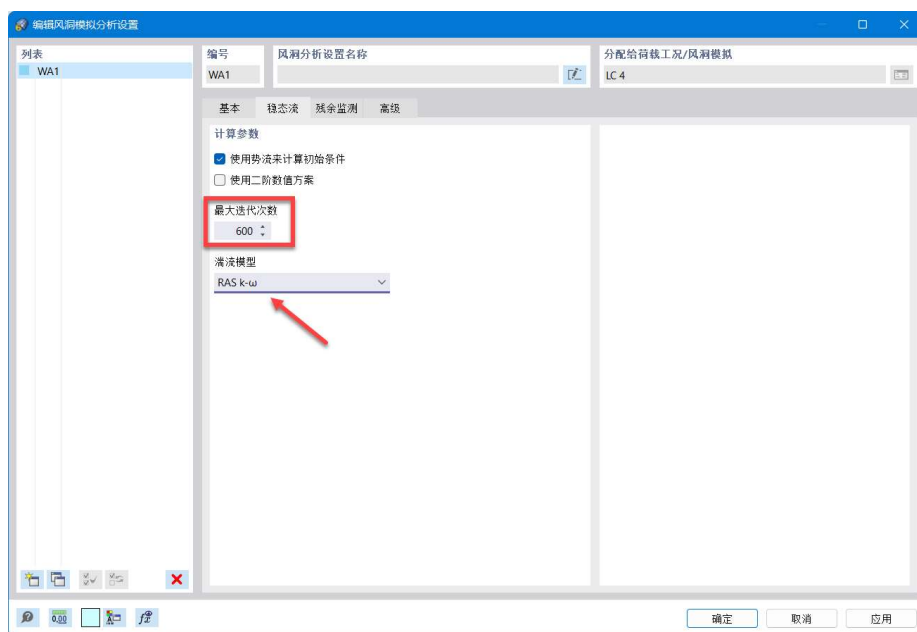 编辑风洞模拟分析设置
列表
WA1
编号
WA1
风洞分析设置名称
分配给荷载工况/风洞模拟
LC 4
基本
稳态流
残余监测
高级
计算参数
使用势流来计算初始条件
使用二阶数值方案
最大迭代次数
600
湍流模型
RAS k-ω
0,00
确定
取消
应用